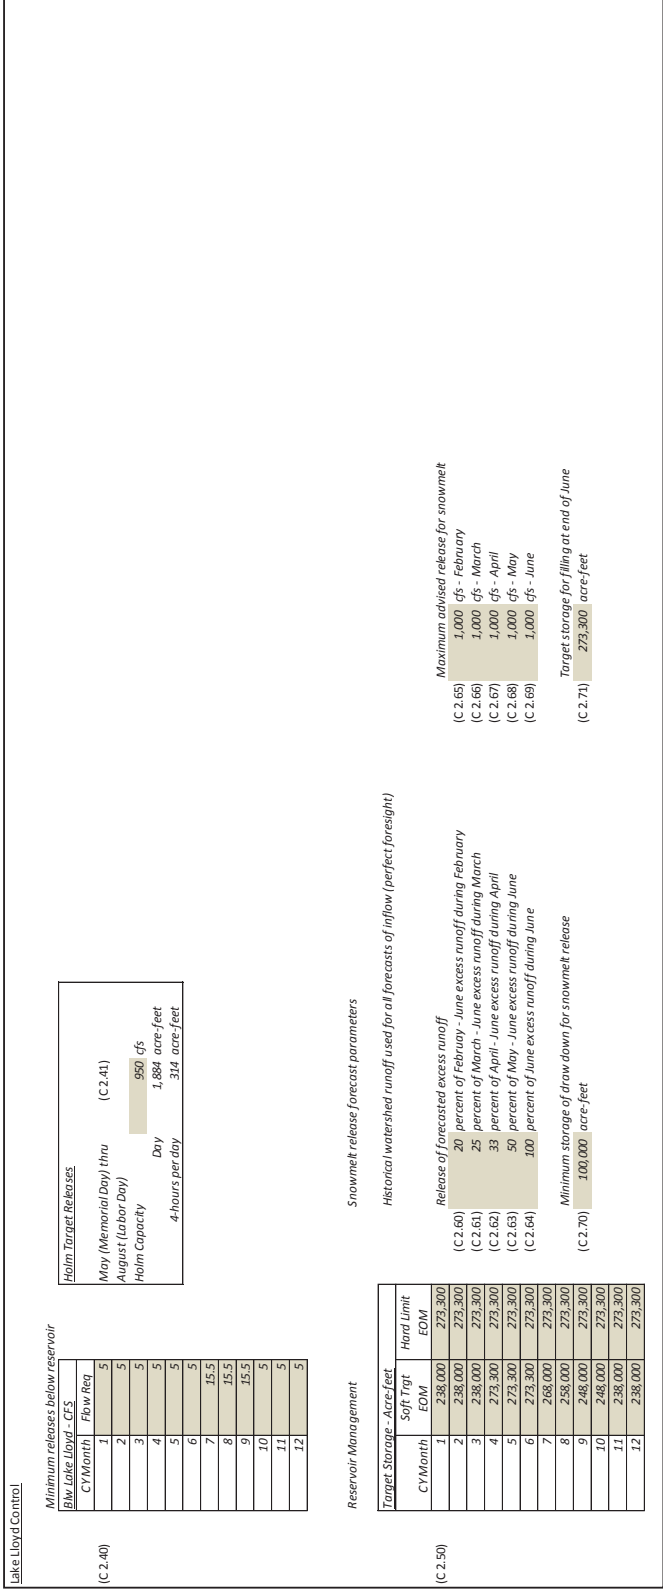 Lake Lloyd Control
Minimum releases below reservoir
Blw Lake Lloyd - CFS
CYMonth Flow Req
(C 2.40) 1 5
2 5
3 5
4 5
5 5
6 5
7 15.5
8 15.5
9 15.5
10 5
11 5
12 5
Holm Target Releases
May (Memorial Day) thru (C 2.41)
August (Labor Day)
Holm Capacity 950 cfs
Day 1,884 acre-feet
4-hours per day 314 acre-feet
Reservoir Management
Target Storage - Acre-feet
Soft Trgt Hard Limit
CYMonth EOM EOM
(C 2.50) 1 238,000 273,300
2 238,000 273,300
3 238,000 273,300
4 273,300 273,300
5 273,300 273,300
6 273,300 273,300
7 268,000 273,300
8 258,000 273,300
9 248,000 273,300
10 248,000 273,300
11 238,000 273,300
12 238,000 273,300
Snowmelt release forecast parameters
Historical watershed runoff used for all forecasts of inflow (perfect foresight)
Release of forecasted excess runoff
(C 2.60) 20 percent of February - June excess runoff during February
(C 2.61) 25 percent of March - June excess runoff during March
(C 2.62) 33 percent of April - June excess runoff during April
(C 2.63) 50 percent of May - June excess runoff during June
(C 2.64) 100 percent of June excess runoff during June
Minimum storage of draw down for snowmelt release
(C 2.70) 100,000 acre-feet
Maximum advised release for snowmelt
(C 2.65) 1,000 cfs - February
(C 2.66) 1,000 cfs - March
(C 2.67) 1,000 cfs - April
(C 2.68) 1,000 cfs - May
(C 2.69) 1,000 cfs - June
Target storage for filling at end of June
(C 2.71) 273,300 acre-feet